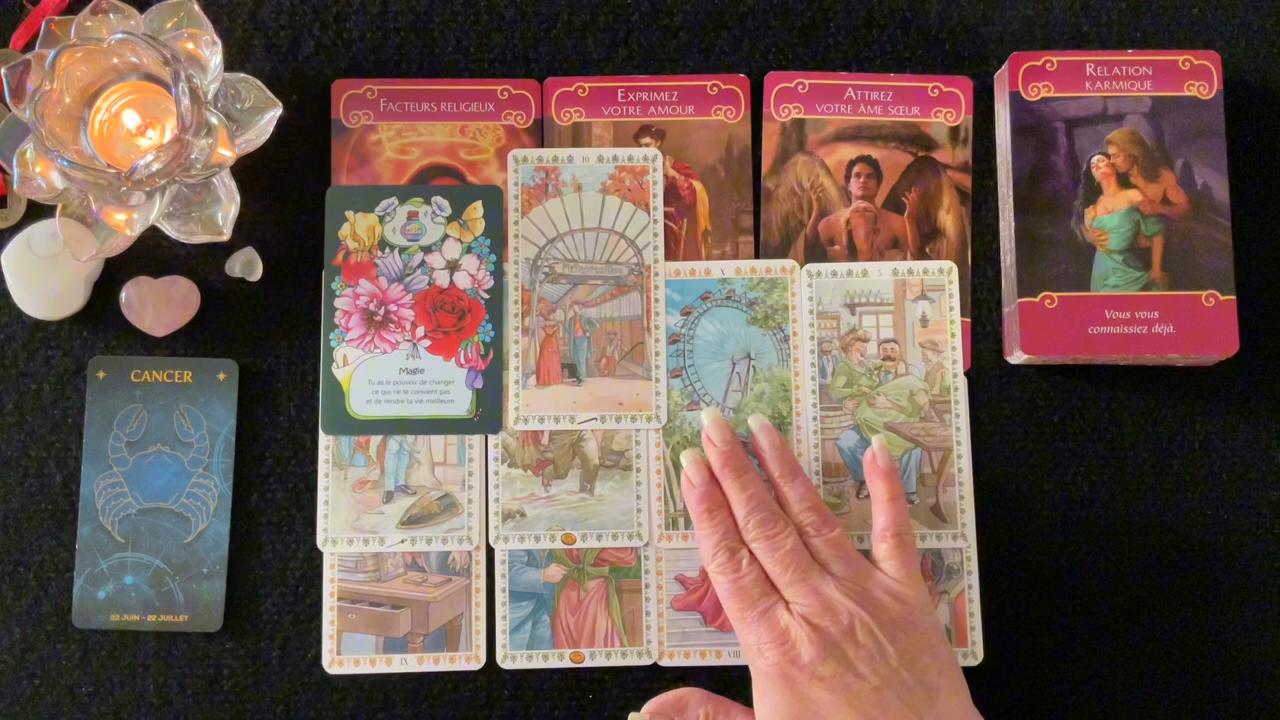 FACTEURS RELIGIEUX
EXPRIMEZ
VOTRE AMOUR
ATTIREZ
VOTRE ÂME SŒUR
RELATION
KARMIQUE
Vous vous
connaissiez déjà.
10
Magie
Tu as le pouvoir de changer
ce qui ne te convient pas
et de rendre ta vie meilleure.
X
5
CANCER
22 JUIN - 22 JUILLET
IX
VIII